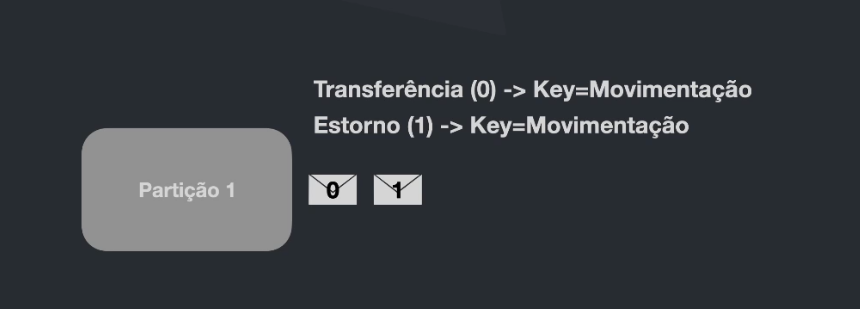 Transferência (0) -> Key=Movimentação
Estorno (1) -> Key=Movimentação
Partição 1
0
1